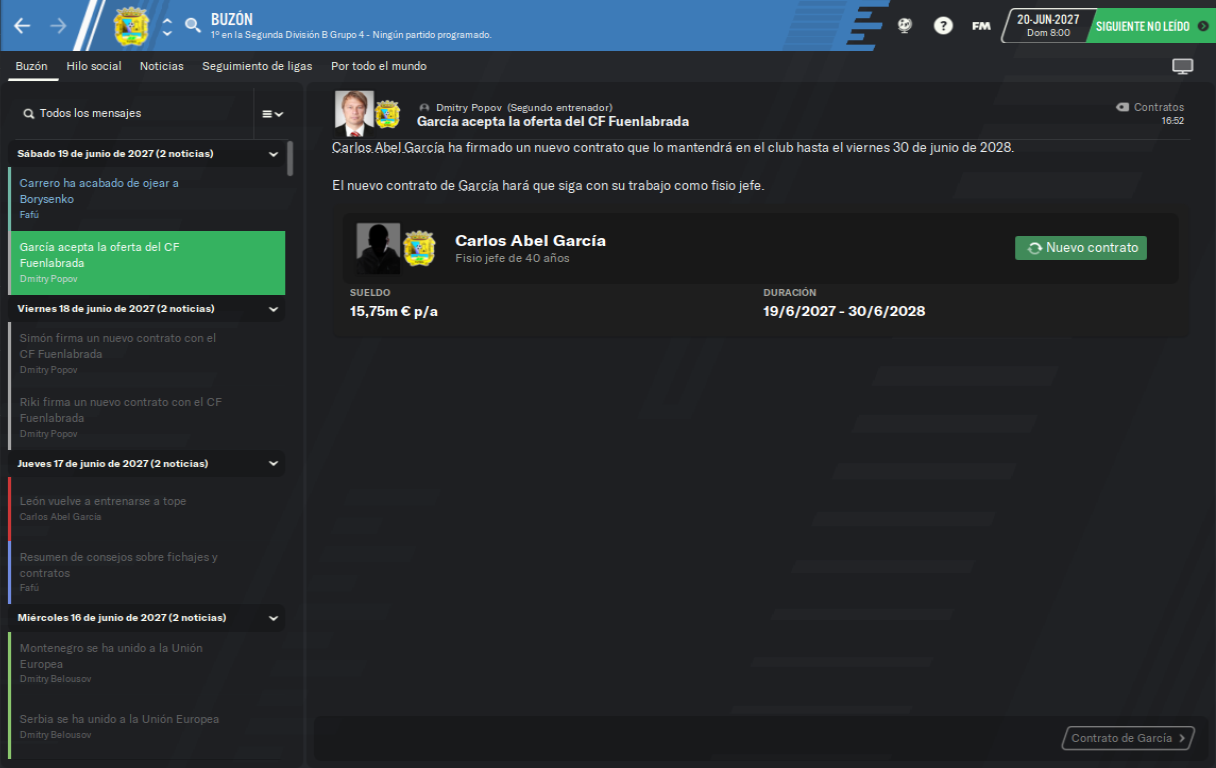 BUZÓN
1º en la Segunda División B Grupo 4 - Ningún partido programado.
?
FM
20-JUN-2027
Dom 8:00
SIGUIENTE NO LEÍDO
Buzón
Hilo social
Noticias
Seguimiento de ligas
Por todo el mundo
Todos los mensajes
Sábado 19 de junio de 2027 (2 noticias)
Carrero ha acabado de ojear a
Borysenko
Fafú
García acepta la oferta del CF
Fuenlabrada
Dmitry Popov
Viernes 18 de junio de 2027 (2 noticias)
Simón firma un nuevo contrato con el
CF Fuenlabrada
Dmitry Popov
Riki firma un nuevo contrato con el CF
Fuenlabrada
Dmitry Popov
Jueves 17 de junio de 2027 (2 noticias)
León vuelve a entrenarse a tope
Carlos Abel García
Resumen de consejos sobre fichajes y
contratos
Fafú
Miércoles 16 de junio de 2027 (2 noticias)
Montenegro se ha unido a la Unión
Europea
Dmitry Belousov
Serbia se ha unido a la Unión Europea
Dmitry Belousov
Dmitry Popov (Segundo entrenador)
García acepta la oferta del CF Fuenlabrada
Contratos
16:52
Carlos Abel García ha firmado un nuevo contrato que lo mantendrá en el club hasta el viernes 30 de junio de 2028.
El nuevo contrato de García hará que siga con su trabajo como fisio jefe.
Carlos Abel García
Fisio jefe de 40 años
Nuevo contrato
SUELDO
15,75m € p/a
DURACIÓN
19/6/2027 - 30/6/2028
Contrato de García